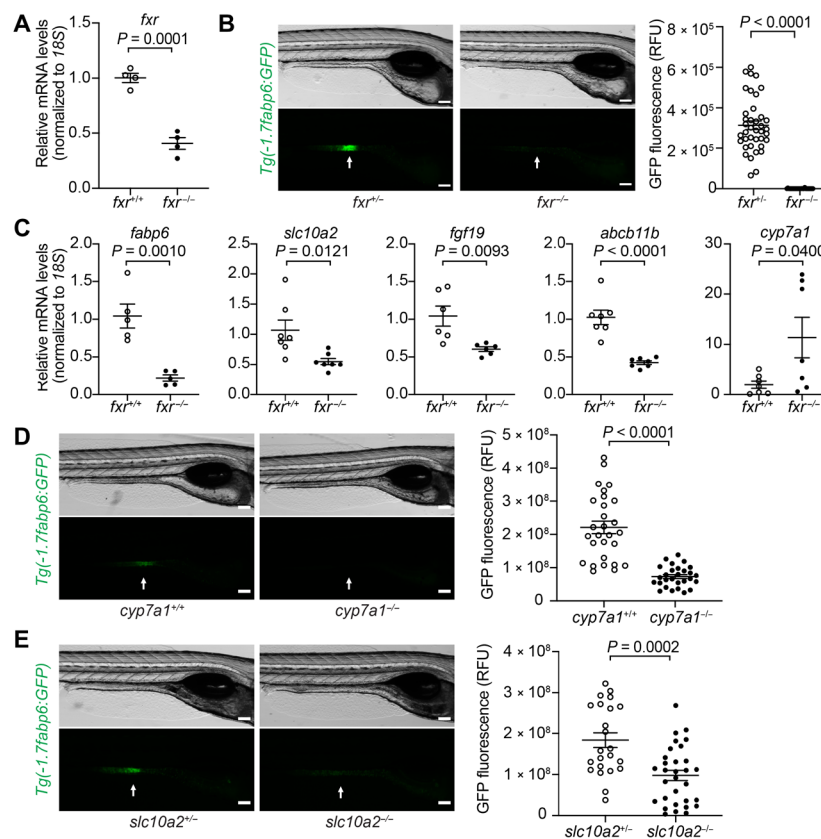 A
fxr
P = 0.0001
Relative mRNA levels
(normalized to 18S)
1.5
1.0
0.5
0.0
fxr+/+
fxr−/−
B
Tg(-1.7fabp6:GFP)
fxr+/−
fxr−/−
P < 0.0001
GFP fluorescence (RFU)
8 × 10⁵
6 × 10⁵
4 × 10⁵
2 × 10⁵
0
fxr+/-
fxr−/−
C
Relative mRNA levels
(normalized to 18S)
fabp6
P = 0.0010
2.0
1.5
1.0
0.5
0.0
fxr+/+
fxr−/−
slc10a2
P = 0.0121
2.5
2.0
1.5
1.0
0.5
0.0
fxr+/+
fxr−/−
fgf19
P = 0.0093
2.0
1.5
1.0
0.5
0.0
fxr+/+
fxr−/−
abcb11b
P < 0.0001
2.0
1.5
1.0
0.5
0.0
fxr+/+
fxr−/−
cyp7a1
P = 0.0400
30
20
10
0
fxr+/+
fxr−/−
D
Tg(-1.7fabp6:GFP)
cyp7a1+/+
cyp7a1−/−
P < 0.0001
GFP fluorescence (RFU)
5 × 10⁸
4 × 10⁸
3 × 10⁸
2 × 10⁸
1 × 10⁸
0
cyp7a1+/+
cyp7a1−/−
E
Tg(-1.7fabp6:GFP)
slc10a2+/−
slc10a2−/−
P = 0.0002
GFP fluorescence (RFU)
4 × 10⁸
3 × 10⁸
2 × 10⁸
1 × 10⁸
0
slc10a2+/−
slc10a2−/−